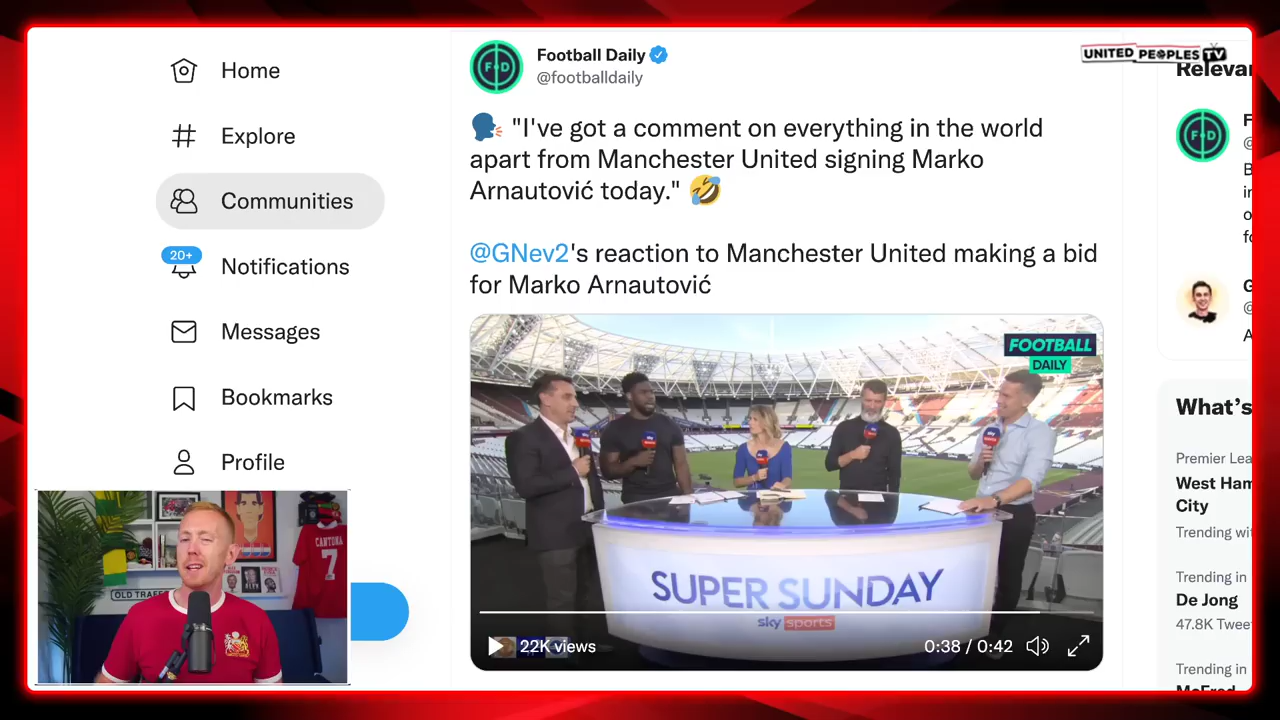 UNITED PEOPLES TV
Home
Explore
Communities
20+
Notifications
Messages
Bookmarks
Profile
Football Daily
@footballdaily
"I've got a comment on everything in the world
apart from Manchester United signing Marko
Arnautović today."
@GNev2's reaction to Manchester United making a bid
for Marko Arnautović
FOOTBALL
DAILY
SUPER SUNDAY
sky sports
22K views
0:38 / 0:42
F D
CANTONA
7
What's
Premier Lea
West Ham
City
Trending wit
Trending in
De Jong
47.8K Tweet
Trending in